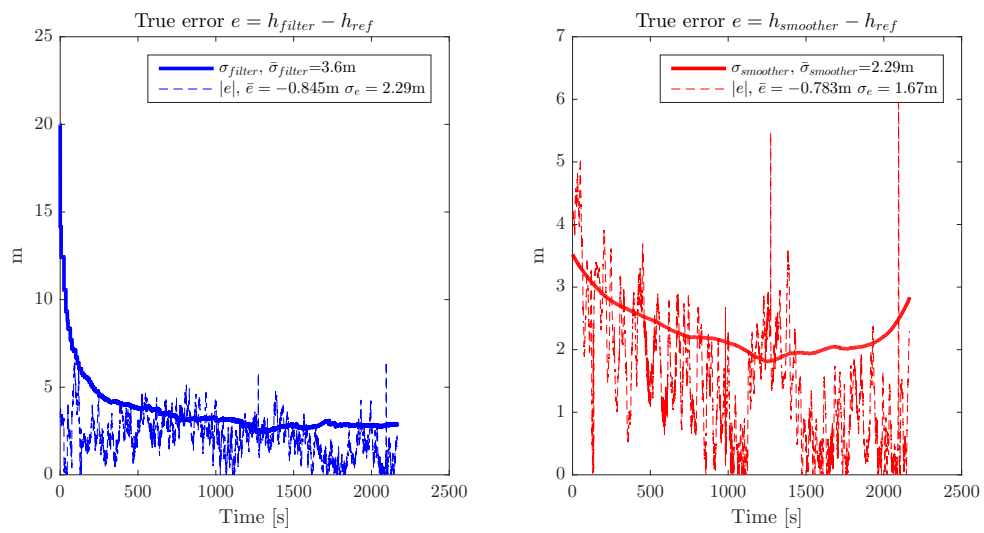 True error e = h_filter − h_ref
25
20
15
10
5
0
m
σ_filter, σ̄_filter=3.6m
|e|, ē = −0.845m σ_e = 2.29m
0 500 1000 1500 2000 2500
Time [s]
True error e = h_smoother − h_ref
7
6
5
4
3
2
1
0
m
σ_smoother, σ̄_smoother=2.29m
|e|, ē = −0.783m σ_e = 1.67m
0 500 1000 1500 2000 2500
Time [s]